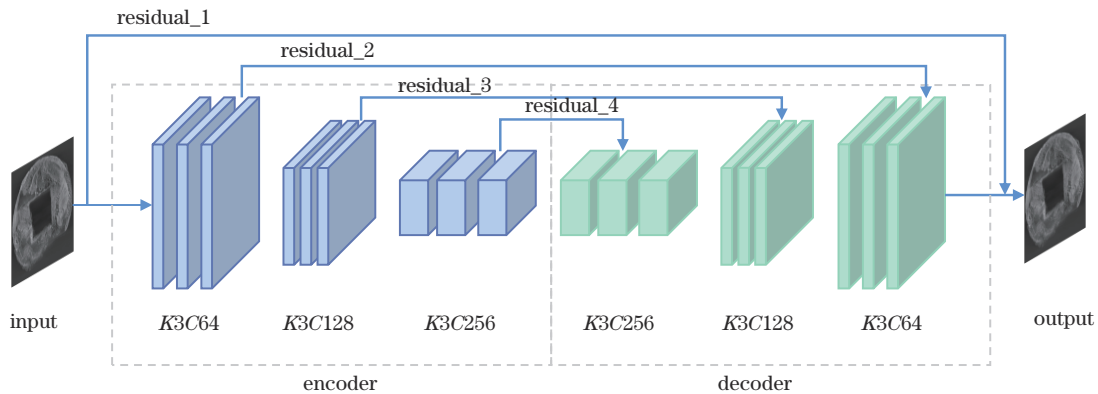 residual_1
residual_2
residual_3
residual_4
input
K3C64
K3C128
K3C256
K3C256
K3C128
K3C64
output
encoder
decoder